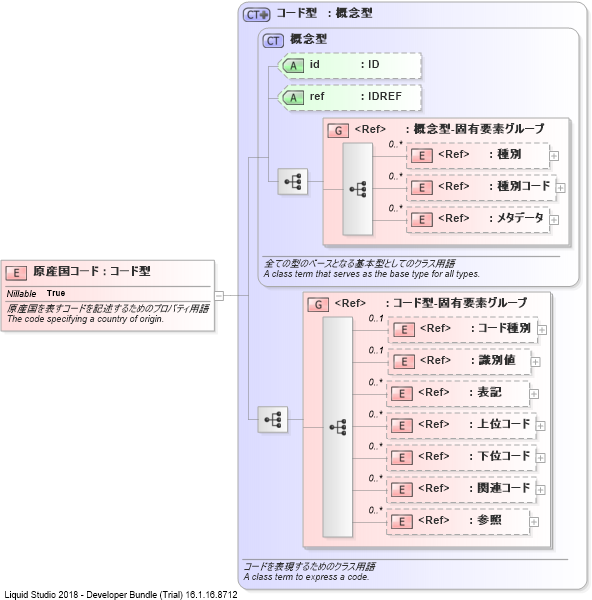 CT コード型 : 概念型
CT 概念型
A id : ID
A ref : IDREF
G <Ref> : 概念型-固有要素グループ
0..*
E <Ref> : 種別
0..*
E <Ref> : 種別コード
0..*
E <Ref> : メタデータ
全ての型のベースとなる基本型としてのクラス用語
A class term that serves as the base type for all types.
E 原産国コード : コード型
Nillable True
原産国を表すコードを記述するためのプロパティ用語
The code specifying a country of origin.
G <Ref> : コード型-固有要素グループ
0..1
E <Ref> : コード種別
0..1
E <Ref> : 識別値
0..*
E <Ref> : 表記
0..*
E <Ref> : 上位コード
0..*
E <Ref> : 下位コード
0..*
E <Ref> : 関連コード
0..*
E <Ref> : 参照
コードを表現するためのクラス用語
A class term to express a code.
Liquid Studio 2018 - Developer Bundle (Trial) 16.1.16.8712